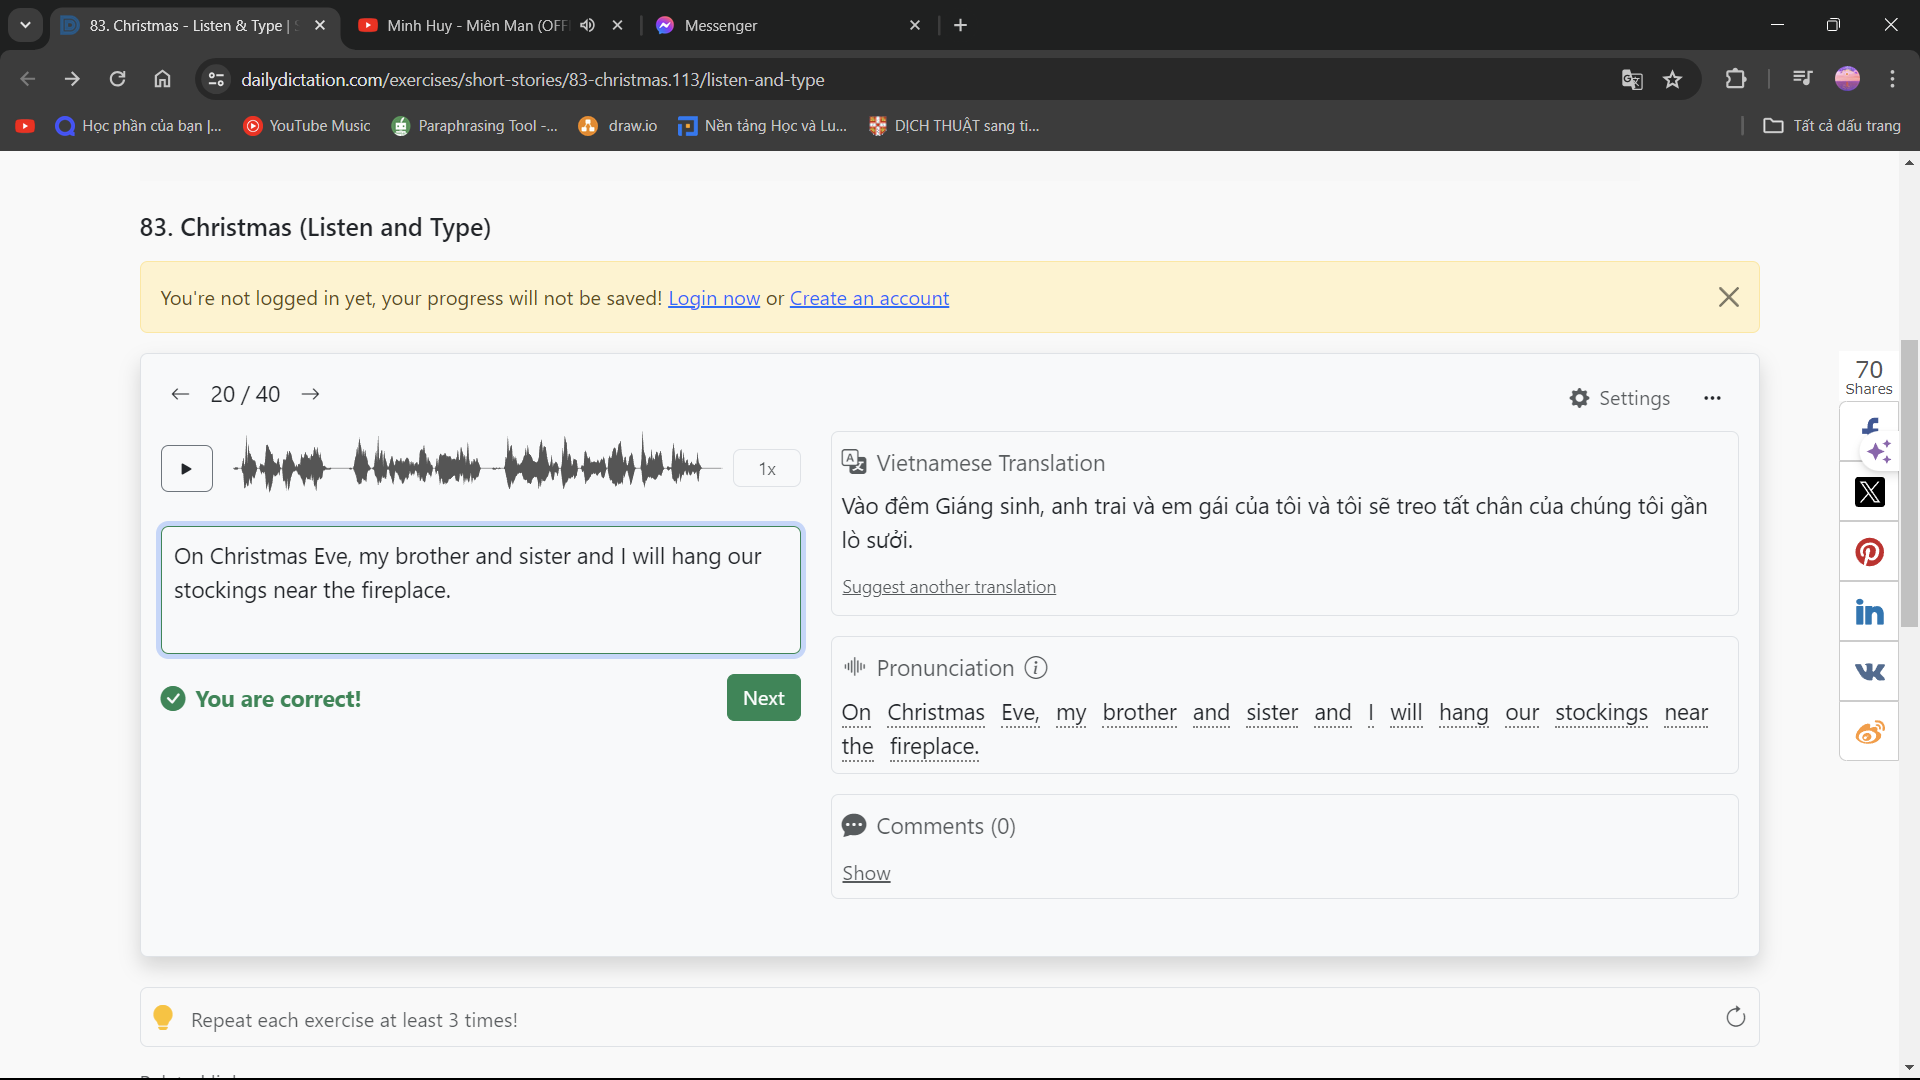 83. Christmas - Listen & Type |
Minh Huy - Miên Man (OFF
Messenger
dailydictation.com/exercises/short-stories/83-christmas.113/listen-and-type
Học phần của bạn |...
YouTube Music
Paraphrasing Tool -...
draw.io
Nền tảng Học và Lu...
DỊCH THUẬT sang ti...
Tất cả dấu trang
83. Christmas (Listen and Type)
You're not logged in yet, your progress will not be saved! Login now or Create an account
20 / 40
Settings
1x
Vietnamese Translation
Vào đêm Giáng sinh, anh trai và em gái của tôi và tôi sẽ treo tất chân của chúng tôi gần
lò sưởi.
Suggest another translation
On Christmas Eve, my brother and sister and I will hang our
stockings near the fireplace.
You are correct!
Next
Pronunciation
On Christmas Eve, my brother and sister and I will hang our stockings near
the fireplace.
Comments (0)
Show
70
Shares
Repeat each exercise at least 3 times!